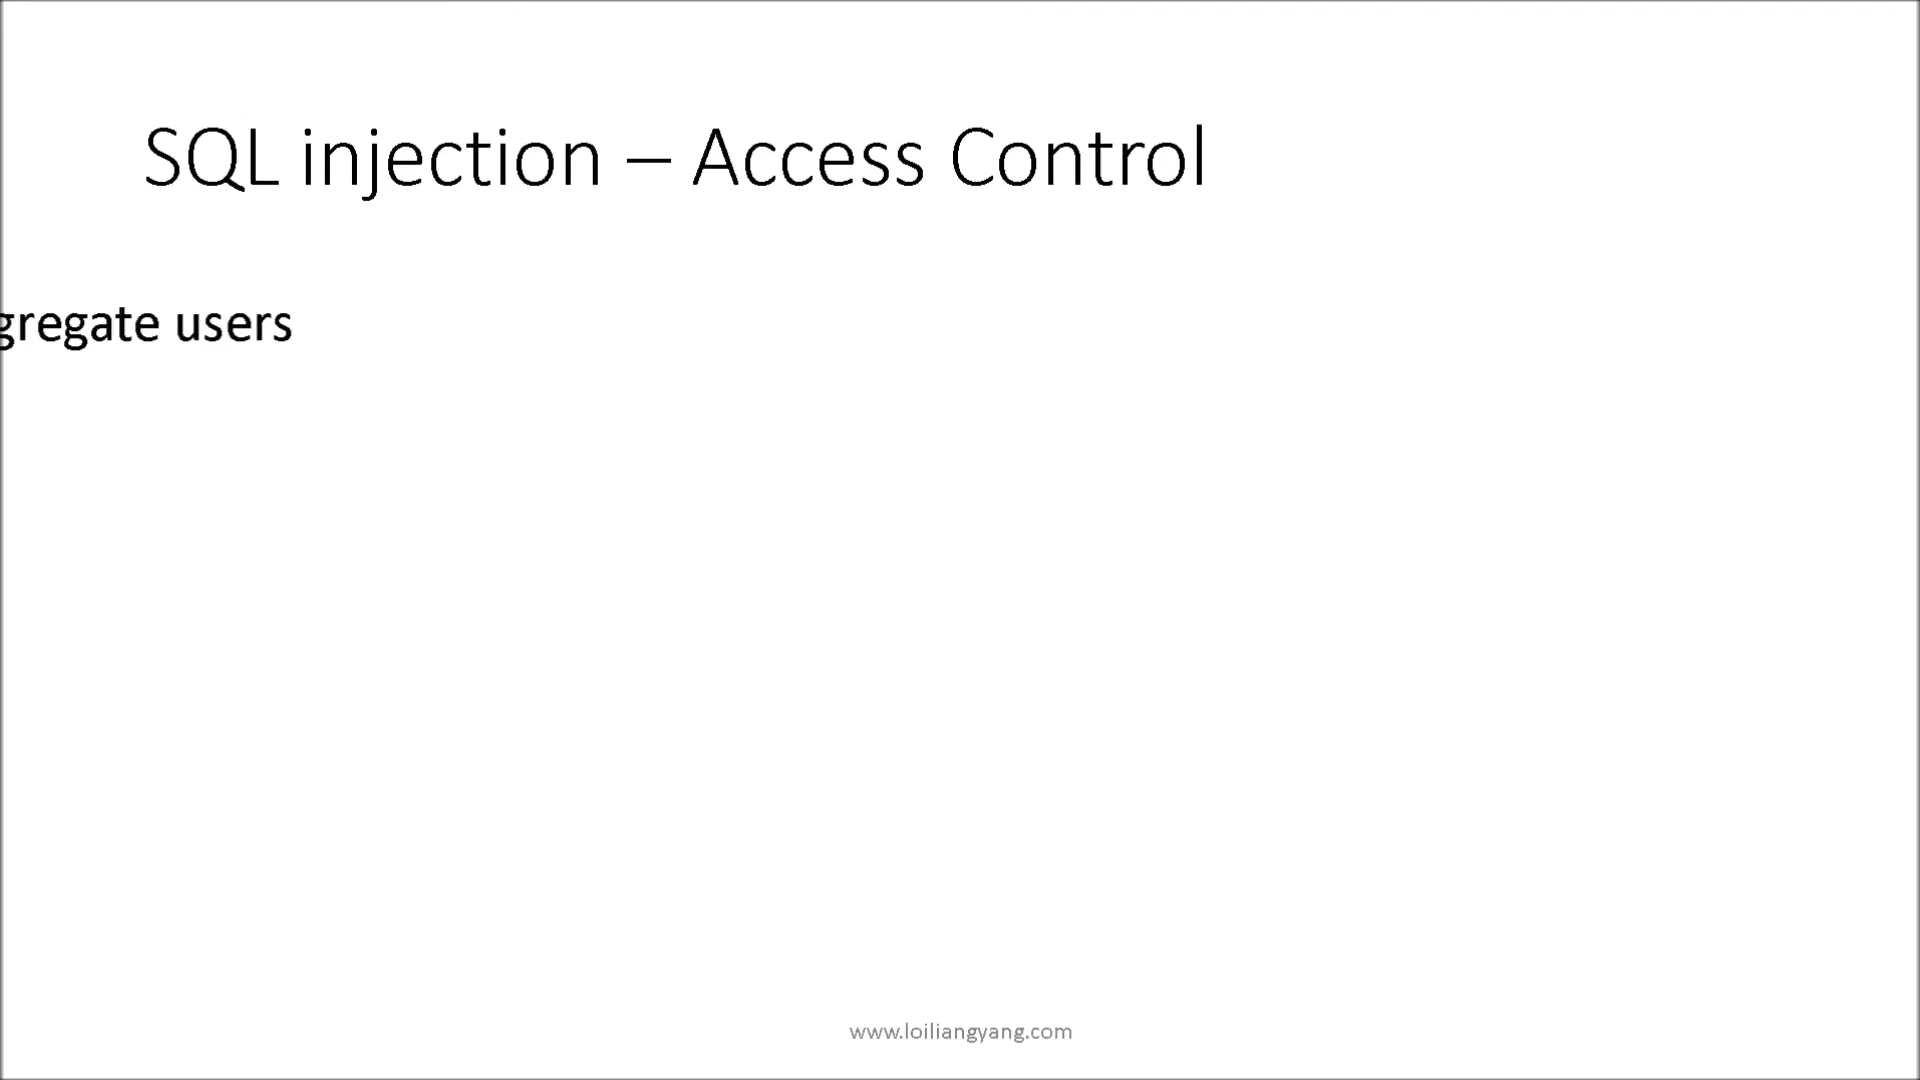 SQL injection – Access Control
gregate users
www.loiliangyang.com